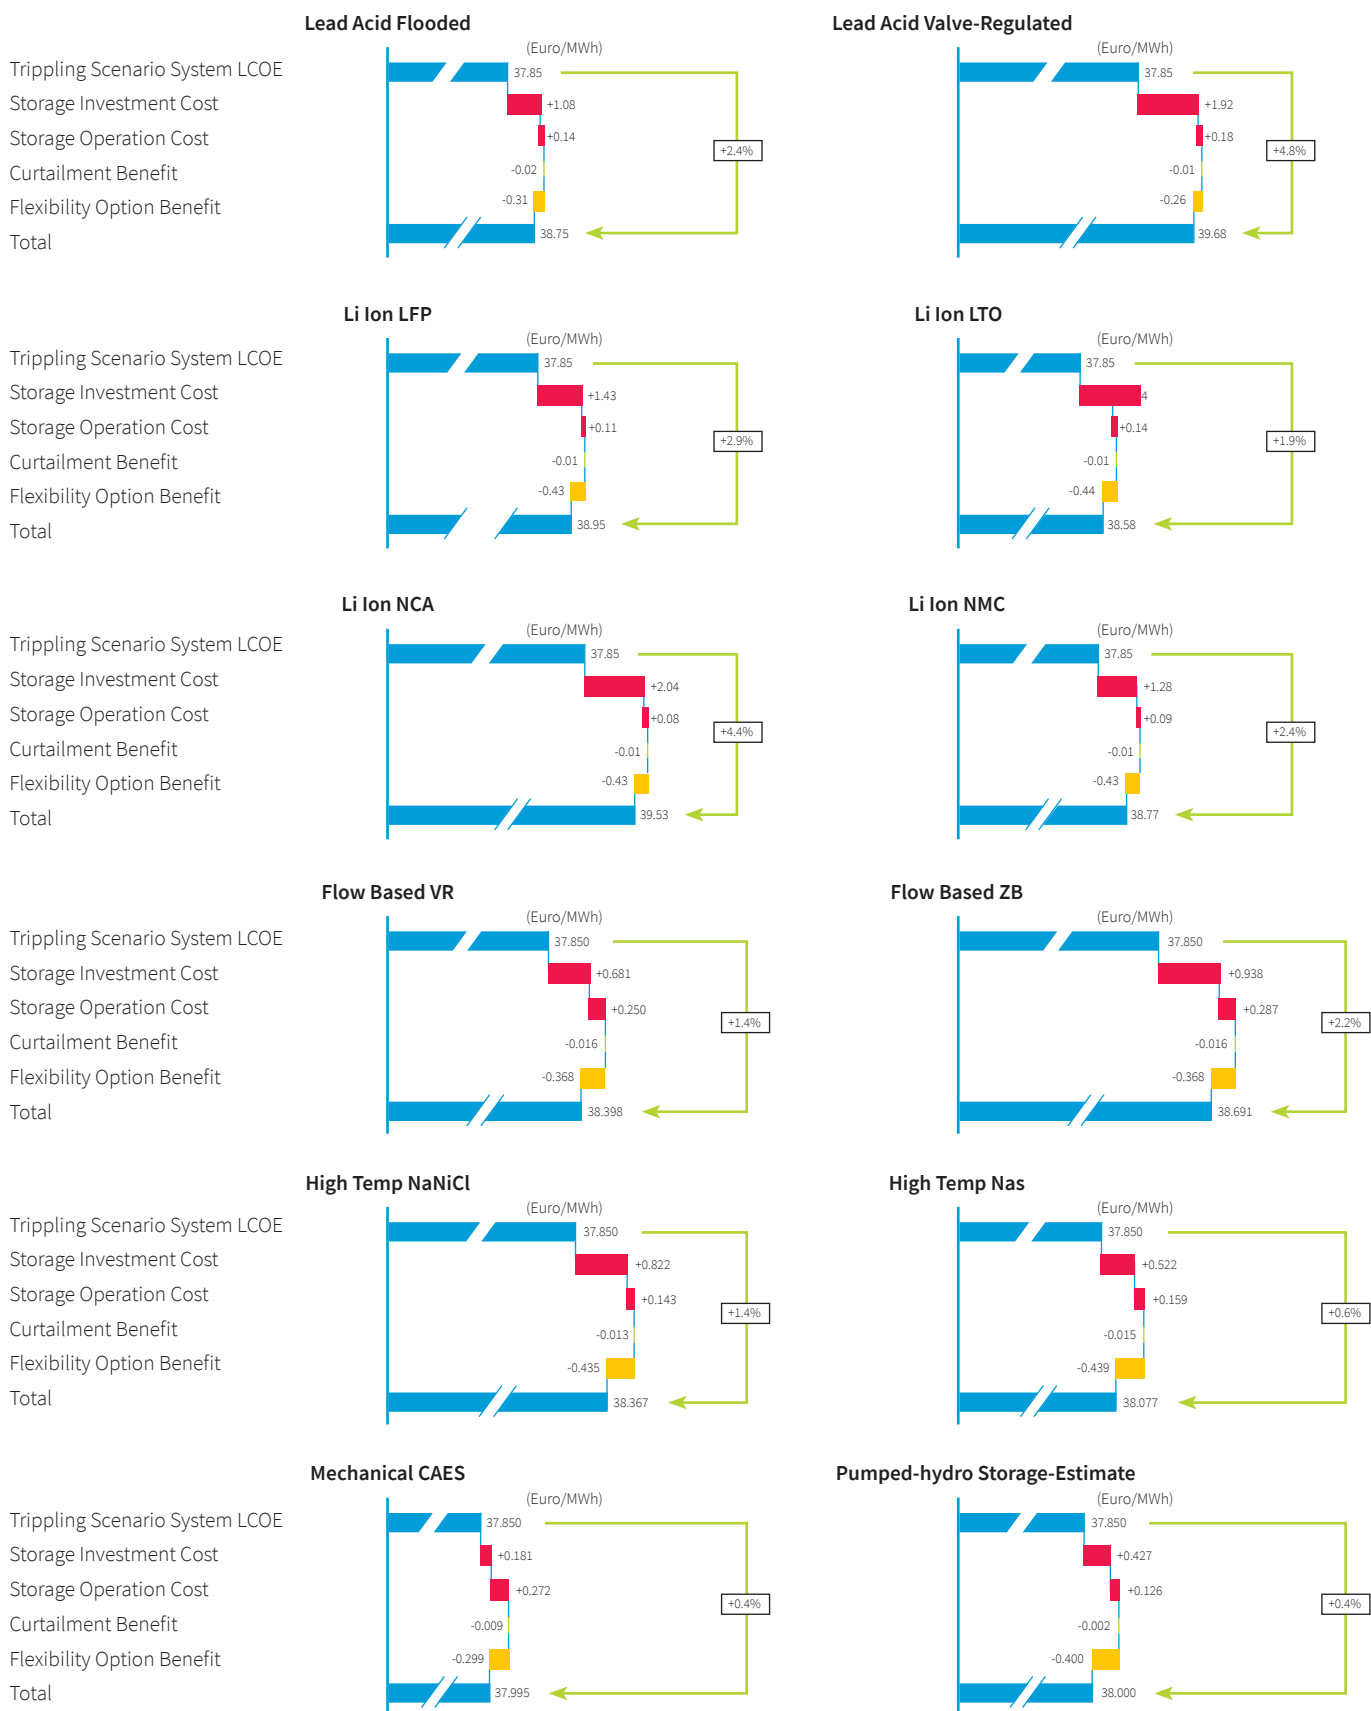 Lead Acid Flooded
(Euro/MWh)
Trippling Scenario System LCOE 37.85
Storage Investment Cost +1.08
Storage Operation Cost +0.14
Curtailment Benefit -0.02
Flexibility Option Benefit -0.31
Total 38.75
+2.4%
Lead Acid Valve-Regulated
(Euro/MWh)
37.85
+1.92
+0.18
-0.01
-0.26
39.68
+4.8%
Li Ion LFP
(Euro/MWh)
Trippling Scenario System LCOE 37.85
Storage Investment Cost +1.43
Storage Operation Cost +0.11
Curtailment Benefit -0.01
Flexibility Option Benefit -0.43
Total 38.95
+2.9%
Li Ion LTO
(Euro/MWh)
37.85
4
+0.14
-0.01
-0.44
38.58
+1.9%
Li Ion NCA
(Euro/MWh)
Trippling Scenario System LCOE 37.85
Storage Investment Cost +2.04
Storage Operation Cost +0.08
Curtailment Benefit -0.01
Flexibility Option Benefit -0.43
Total 39.53
+4.4%
Li Ion NMC
(Euro/MWh)
37.85
+1.28
+0.09
-0.01
-0.43
38.77
+2.4%
Flow Based VR
(Euro/MWh)
Trippling Scenario System LCOE 37.850
Storage Investment Cost +0.681
Storage Operation Cost +0.250
Curtailment Benefit -0.016
Flexibility Option Benefit -0.368
Total 38.398
+1.4%
Flow Based ZB
(Euro/MWh)
37.850
+0.938
+0.287
-0.016
-0.368
38.691
+2.2%
High Temp NaNiCl
(Euro/MWh)
Trippling Scenario System LCOE 37.850
Storage Investment Cost +0.822
Storage Operation Cost +0.143
Curtailment Benefit -0.013
Flexibility Option Benefit -0.435
Total 38.367
+1.4%
High Temp Nas
(Euro/MWh)
37.850
+0.522
+0.159
-0.015
-0.439
38.077
+0.6%
Mechanical CAES
(Euro/MWh)
Trippling Scenario System LCOE 37.850
Storage Investment Cost +0.181
Storage Operation Cost +0.272
Curtailment Benefit -0.009
Flexibility Option Benefit -0.299
Total 37.995
+0.4%
Pumped-hydro Storage-Estimate
(Euro/MWh)
37.850
+0.427
+0.126
-0.002
-0.400
38.000
+0.4%